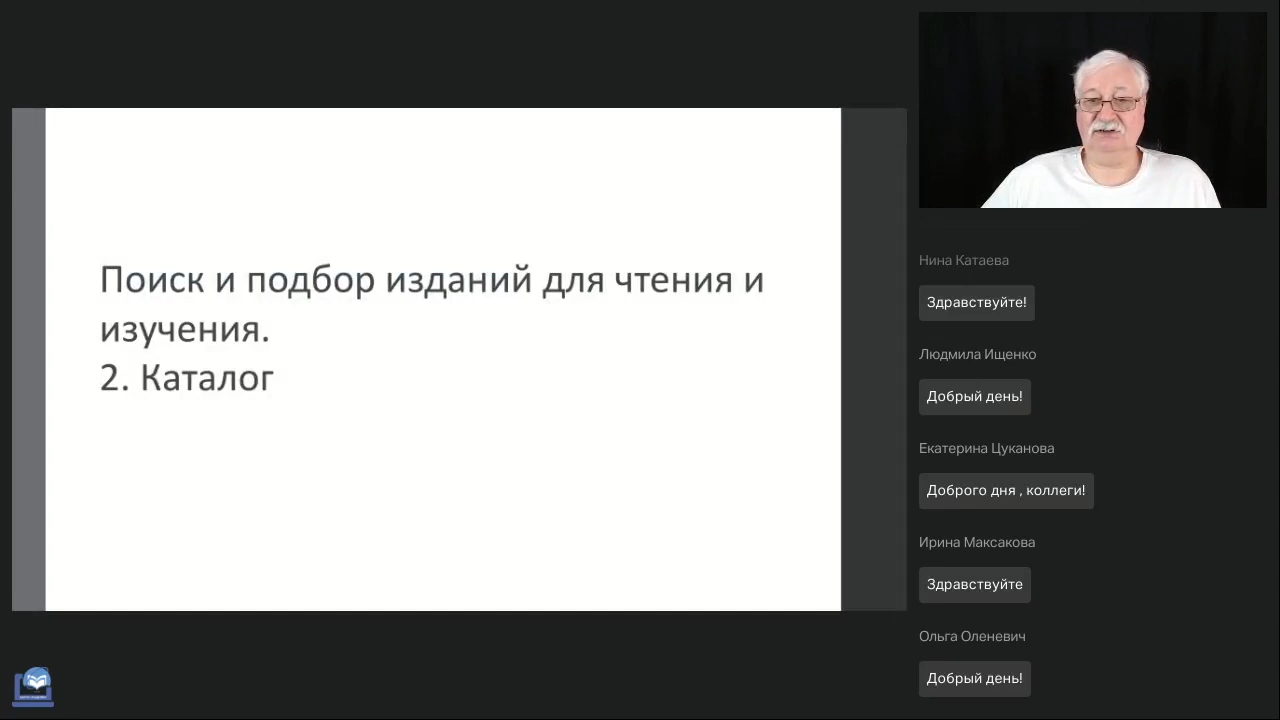 Поиск и подбор изданий для чтения и
изучения.
2. Каталог
Нина Катаева
Здравствуйте!
Людмила Ищенко
Добрый день!
Екатерина Цуканова
Доброго дня , коллеги!
Ирина Максакова
Здравствуйте
Ольга Оленевич
Добрый день!